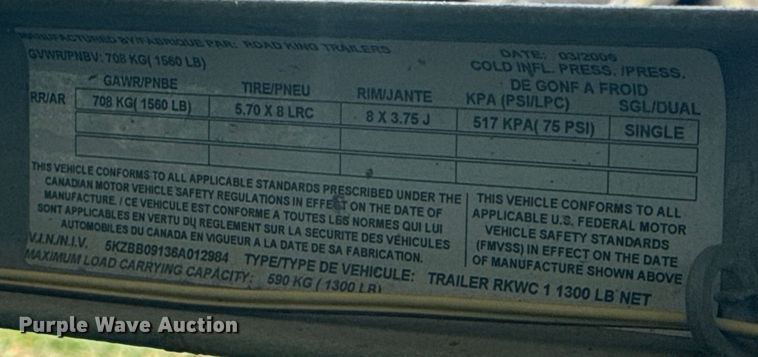 MANUFACTURED BY/FABRIQUE PAR: ROAD KING TRAILERS DATE: 03/2006
GVWR/PNBV: 708 KG( 1560 LB) COLD INFL. PRESS. /PRESS.
DE GONF A FROID
GAWR/PNBE TIRE/PNEU RIM/JANTE KPA (PSI/LPC) SGL/DUAL
RR/AR 708 KG( 1560 LB) 5.70 X 8 LRC 8 X 3.75 J 517 KPA( 75 PSI) SINGLE
THIS VEHICLE CONFORMS TO ALL APPLICABLE STANDARDS PRESCRIBED UNDER THE
CANADIAN MOTOR VEHICLE SAFETY REGULATIONS IN EFFECT ON THE DATE OF
MANUFACTURE. / CE VEHICULE EST CONFORME A TOUTES LES NORMES QUI LUI
SONT APPLICABLES EN VERTU DU REGLEMENT SUR LA SECURITE DES VÉHICULES
AUTOMOBILES DU CANADA EN VIGUEUR A LA DATE DE SA FABRICATION.
THIS VEHICLE CONFORMS TO ALL
APPLICABLE U.S. FEDERAL MOTOR
VEHICLE SAFETY STANDARDS
(FMVSS) IN EFFECT ON THE DATE
OF MANUFACTURE SHOWN ABOVE
V.I.N./N.I.V. 5KZBB09136A012984 TYPE/TYPE DE VEHICULE: TRAILER RKWC 1 1300 LB NET
MAXIMUM LOAD CARRYING CAPACITY: 590 KG ( 1300 LB)
Purple Wave Auction